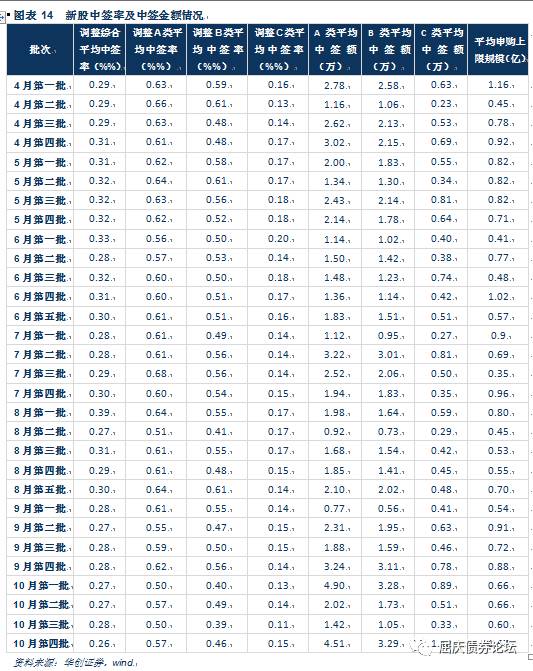 图表 14 新股中签率及中签金额情况
批次 调整综合平均中签率（%%） 调整A类平均中签率（%%） 调整B类平均中签率（%%） 调整C类平均中签率（%%） A 类平均中签额（万） B 类平均中签额（万） C 类平均中签额（万） 平均申购上限规模（亿）
4 月第一批 0.29 0.63 0.59 0.16 2.78 2.58 0.63 1.16
4 月第二批 0.29 0.66 0.61 0.13 1.16 1.06 0.23 0.45
4 月第三批 0.29 0.63 0.48 0.14 2.62 2.13 0.53 0.78
4 月第四批 0.31 0.61 0.48 0.17 3.02 2.15 0.69 0.92
5 月第一批 0.31 0.62 0.58 0.17 2.00 1.83 0.55 0.82
5 月第二批 0.32 0.64 0.61 0.17 1.34 1.30 0.34 0.82
5 月第三批 0.32 0.63 0.56 0.18 2.43 2.14 0.81 0.82
5 月第四批 0.32 0.62 0.52 0.18 2.14 1.78 0.64 0.71
6 月第一批 0.33 0.56 0.50 0.20 1.14 1.02 0.40 0.41
6 月第二批 0.28 0.57 0.53 0.14 1.50 1.42 0.38 0.77
6 月第三批 0.32 0.60 0.50 0.18 1.48 1.23 0.74 0.48
6 月第四批 0.31 0.60 0.51 0.17 1.36 1.14 0.42 1.02
6 月第五批 0.30 0.61 0.51 0.16 1.83 1.51 0.51 0.57
7 月第一批 0.28 0.61 0.49 0.14 1.12 0.95 0.27 0.9
7 月第二批 0.28 0.61 0.56 0.14 3.22 3.01 0.81 0.69
7 月第三批 0.29 0.68 0.56 0.14 2.52 2.06 0.50 0.35
7 月第四批 0.30 0.60 0.54 0.15 1.94 1.83 0.35 0.96
8 月第一批 0.39 0.64 0.55 0.17 1.98 1.64 0.59 0.80
8 月第二批 0.27 0.51 0.41 0.17 0.92 0.73 0.29 0.45
8 月第三批 0.31 0.61 0.55 0.17 1.68 1.54 0.42 0.53
8 月第四批 0.29 0.61 0.48 0.15 1.85 1.41 0.45 0.55
8 月第五批 0.30 0.64 0.61 0.14 2.10 2.02 0.48 0.70
9 月第一批 0.28 0.61 0.55 0.14 0.77 0.56 0.41 0.54
9 月第二批 0.27 0.55 0.47 0.15 2.31 1.95 0.63 0.91
9 月第三批 0.28 0.59 0.50 0.15 1.88 1.59 0.46 0.72
9 月第四批 0.28 0.62 0.56 0.14 3.24 3.11 0.78 0.88
10 月第一批 0.27 0.50 0.40 0.13 4.90 3.28 0.89 0.66
10 月第二批 0.27 0.57 0.49 0.14 2.02 1.73 0.51 0.66
10 月第三批 0.28 0.50 0.39 0.11 1.42 1.05 0.33 0.60
10 月第四批 0.26 0.57 0.46 0.15 4.51 3.29
资料来源：华创证券，wind
屈庆债券论坛